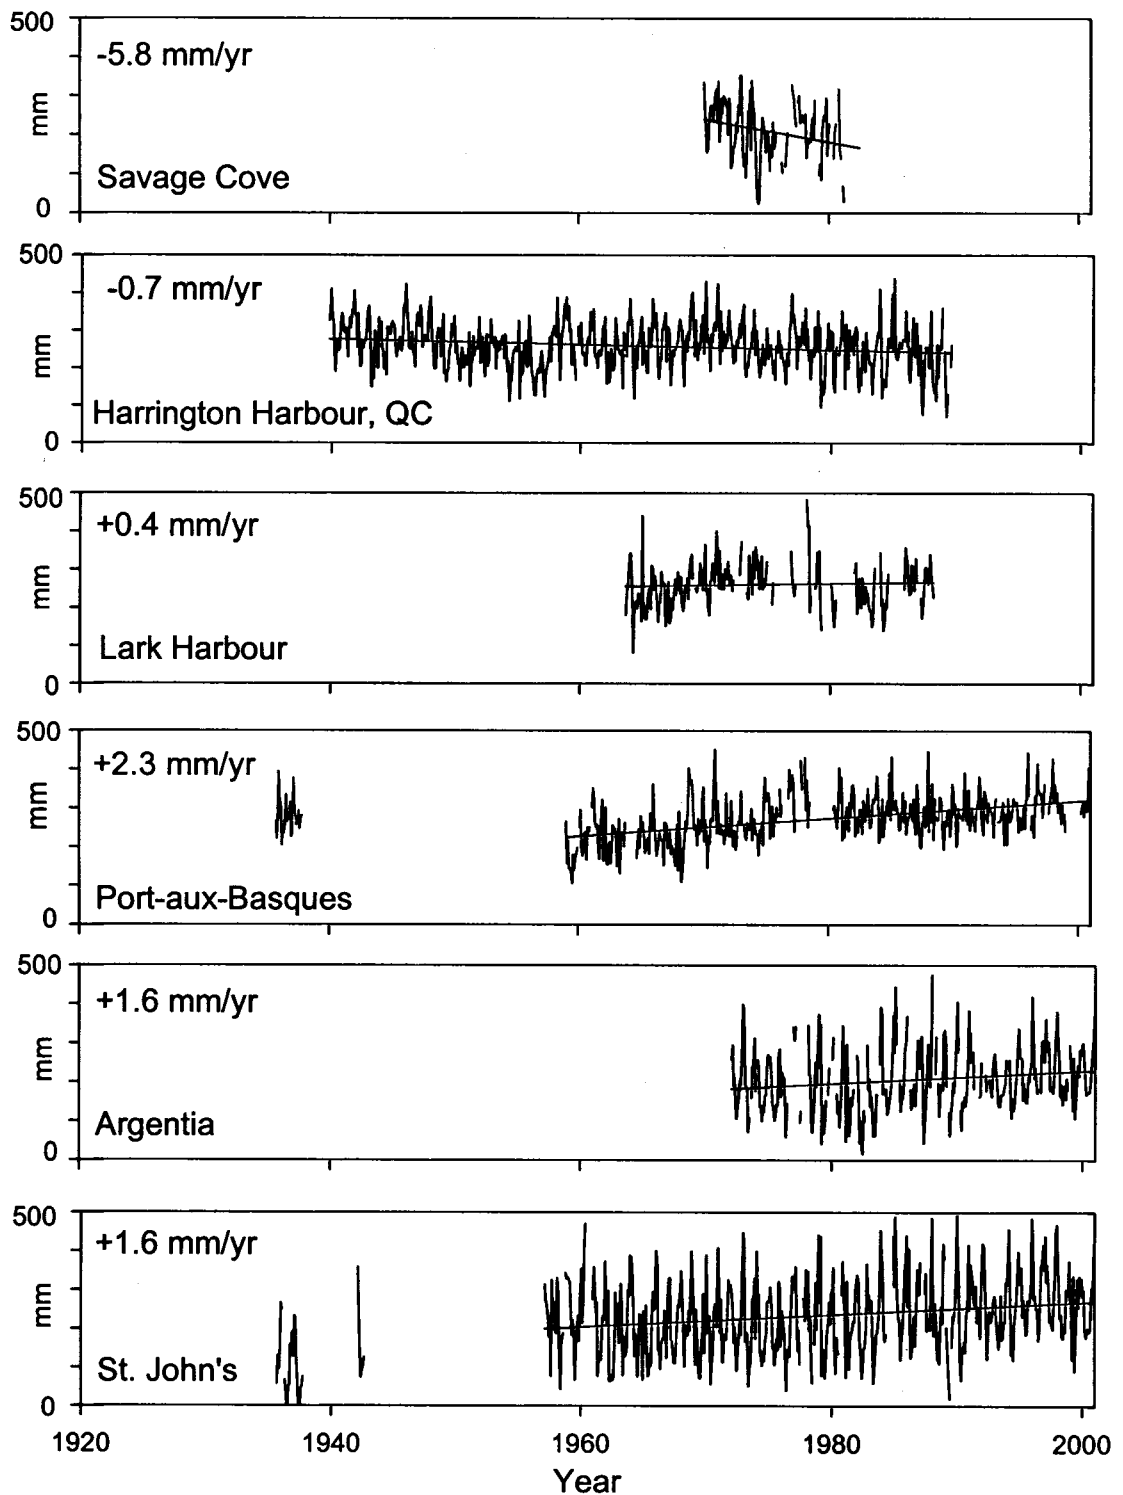 500
-5.8 mm/yr
mm
Savage Cove
0
500
-0.7 mm/yr
mm
Harrington Harbour, QC
0
500
+0.4 mm/yr
mm
Lark Harbour
0
500
+2.3 mm/yr
mm
Port-aux-Basques
0
500
+1.6 mm/yr
mm
Argentia
0
500
+1.6 mm/yr
mm
St. John's
0
1920 1940 1960 1980 2000
Year